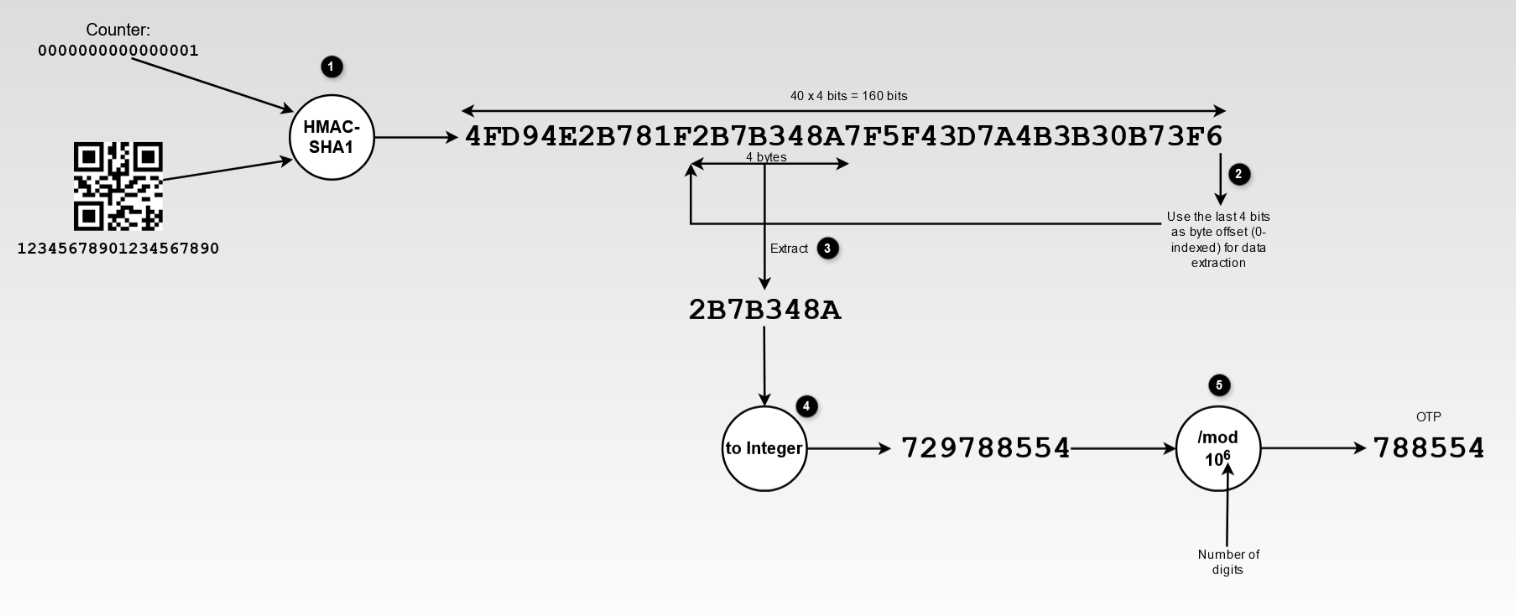 Counter:
0000000000000001
1
HMAC-
SHA1
40 x 4 bits = 160 bits
4FD94E2B781F2B7B348A7F5F43D7A4B3B30B73F6
4 bytes
2
Use the last 4 bits
as byte offset (0-
indexed) for data
extraction
12345678901234567890
Extract
3
2B7B348A
4
to Integer
729788554
5
/mod
10⁶
Number of
digits
OTP
788554